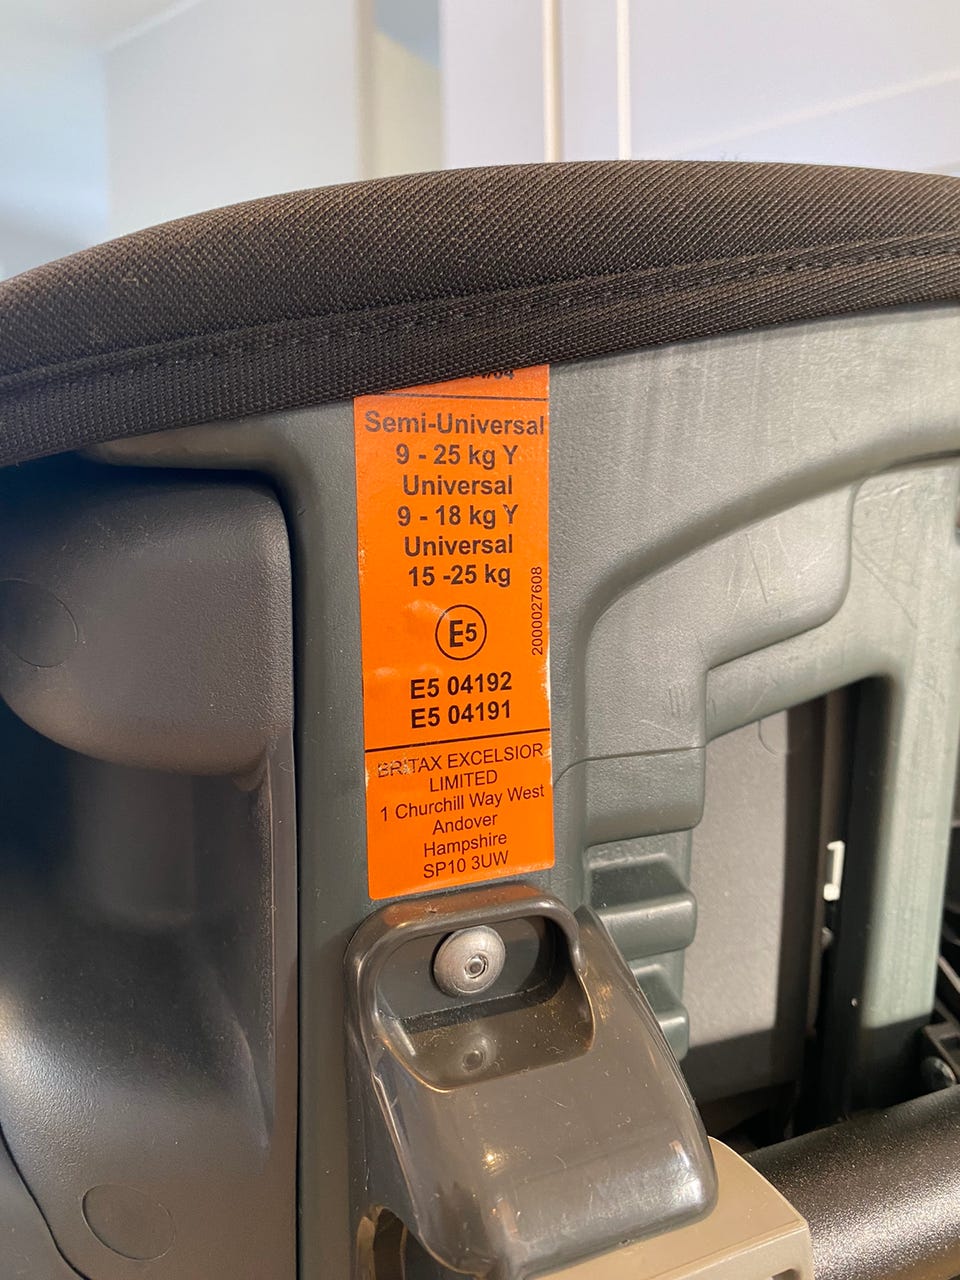 /04
Semi-Universal
9 - 25 kg Y
Universal
9 - 18 kg Y
Universal
15 -25 kg
2000027608
E5
E5 04192
E5 04191
BRITAX EXCELSIOR
LIMITED
1 Churchill Way West
Andover
Hampshire
SP10 3UW